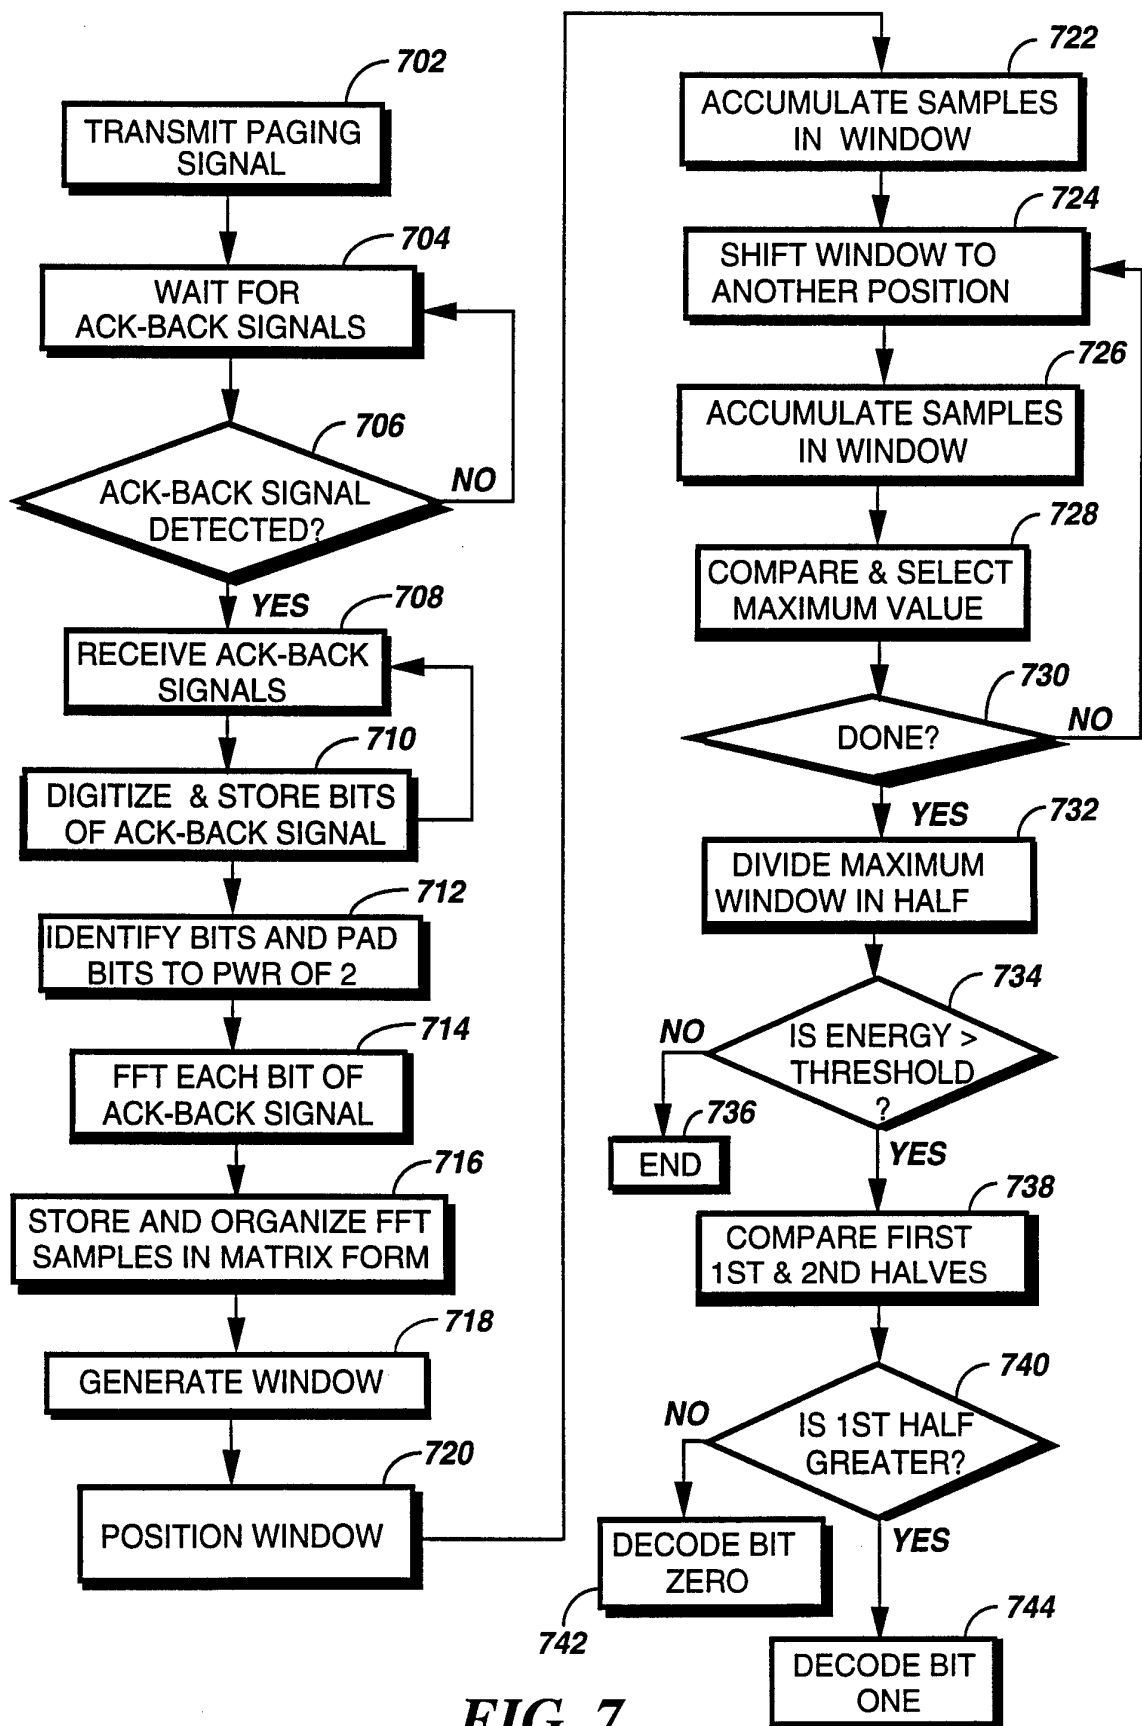 702
TRANSMIT PAGING
SIGNAL
704
WAIT FOR
ACK-BACK SIGNALS
706
ACK-BACK SIGNAL
DETECTED?
NO
YES
708
RECEIVE ACK-BACK
SIGNALS
710
DIGITIZE & STORE BITS
OF ACK-BACK SIGNAL
712
IDENTIFY BITS AND PAD
BITS TO PWR OF 2
714
FFT EACH BIT OF
ACK-BACK SIGNAL
716
STORE AND ORGANIZE FFT
SAMPLES IN MATRIX FORM
718
GENERATE WINDOW
720
POSITION WINDOW
722
ACCUMULATE SAMPLES
IN WINDOW
724
SHIFT WINDOW TO
ANOTHER POSITION
726
ACCUMULATE SAMPLES
IN WINDOW
728
COMPARE & SELECT
MAXIMUM VALUE
730
DONE?
NO
YES
732
DIVIDE MAXIMUM
WINDOW IN HALF
734
IS ENERGY >
THRESHOLD
?
NO
736
END
YES
738
COMPARE FIRST
1ST & 2ND HALVES
740
IS 1ST HALF
GREATER?
NO
DECODE BIT
ZERO
742
YES
744
DECODE BIT
ONE
FIG. 7